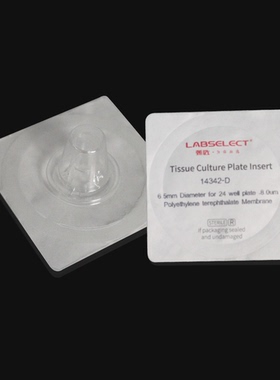 LABSELECT®
Tissue Culture Plate Insert
14342-D
6.5mm Diameter for 24 well plate .8.0um
Polyethylene terephthalate Membrane
STERILE R
If packaging sealed
and undamaged